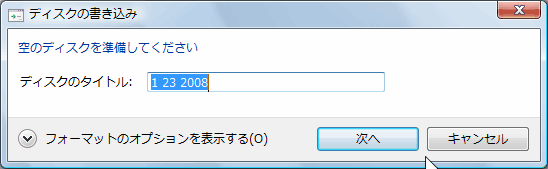 ディスクの書き込み
空のディスクを準備してください
ディスクのタイトル: 1 23 2008
フォーマットのオプションを表示する(O) 次へ キャンセル